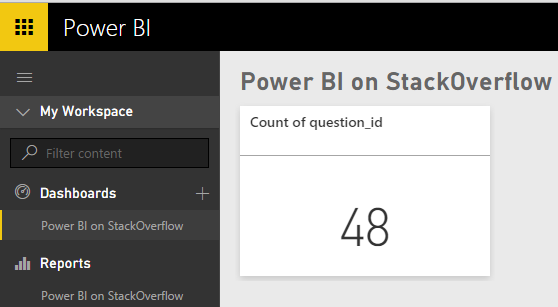 Power BI
My Workspace
Filter content
Dashboards
Power BI on StackOverflow
Reports
Power BI on StackOverflow
Power BI on StackOverflow
Count of question_id
48